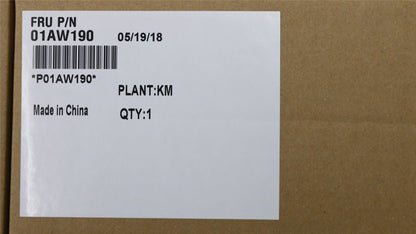 FRU P/N
01AW190 05/19/18
*P01AW190*
PLANT:KM
Made in China
QTY:1